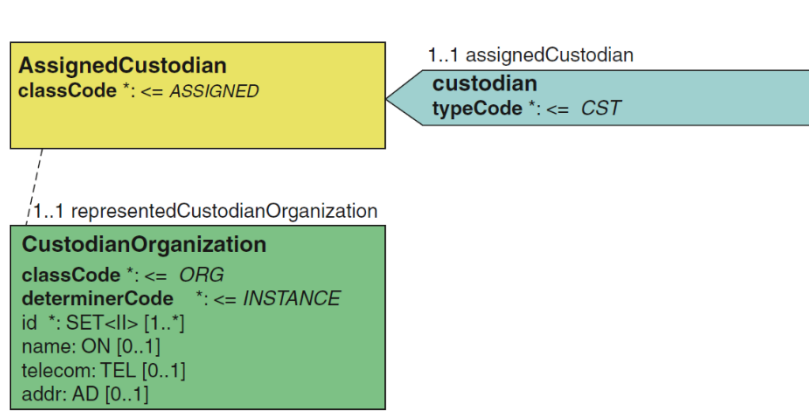 1..1 assignedCustodian
AssignedCustodian
classCode *: <= ASSIGNED
custodian
typeCode *: <= CST
1..1 representedCustodianOrganization
CustodianOrganization
classCode *: <= ORG
determinerCode *: <= INSTANCE
id *: SET<II> [1..*]
name: ON [0..1]
telecom: TEL [0..1]
addr: AD [0..1]